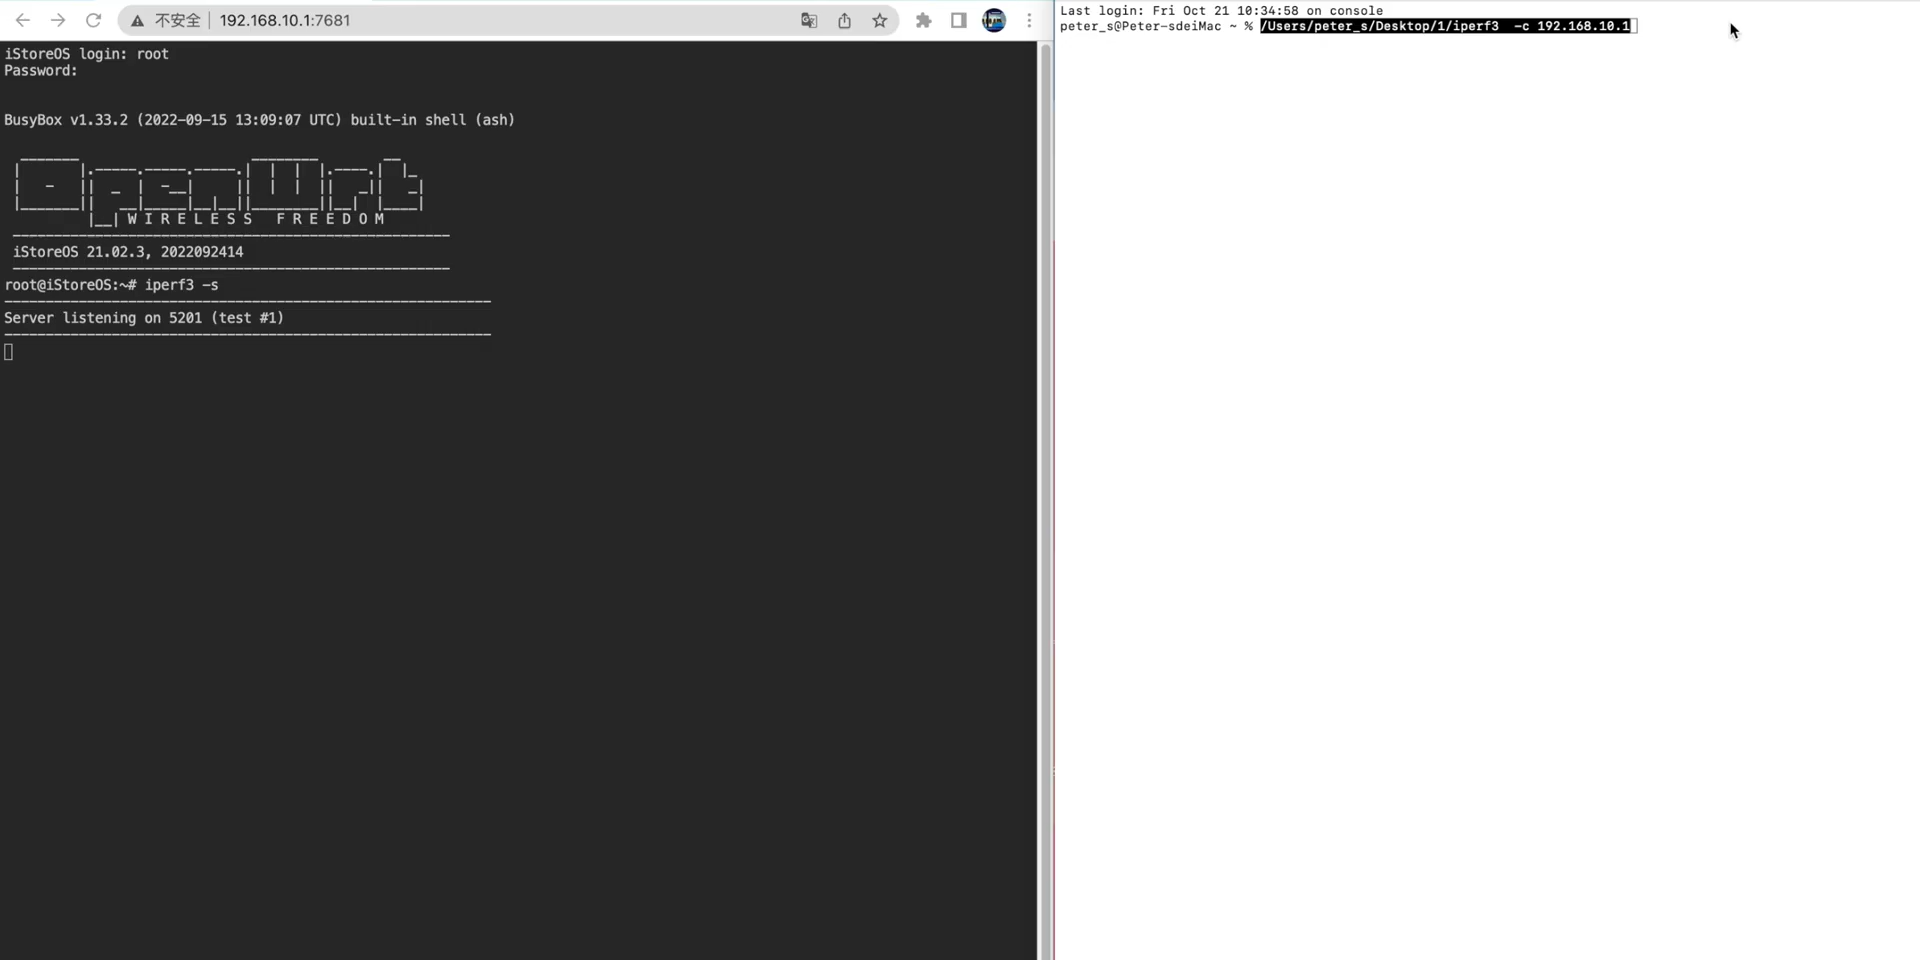 不安全 192.168.10.1:7681
iStoreOS login: root
Password:
BusyBox v1.33.2 (2022-09-15 13:09:07 UTC) built-in shell (ash)
OpenWrt
W I R E L E S S   F R E E D O M
iStoreOS 21.02.3, 2022092414
root@iStoreOS:~# iperf3 -s
Server listening on 5201 (test #1)
Last login: Fri Oct 21 10:34:58 on console
peter_s@Peter-sdeiMac ~ % /Users/peter_s/Desktop/1/iperf3  -c 192.168.10.1